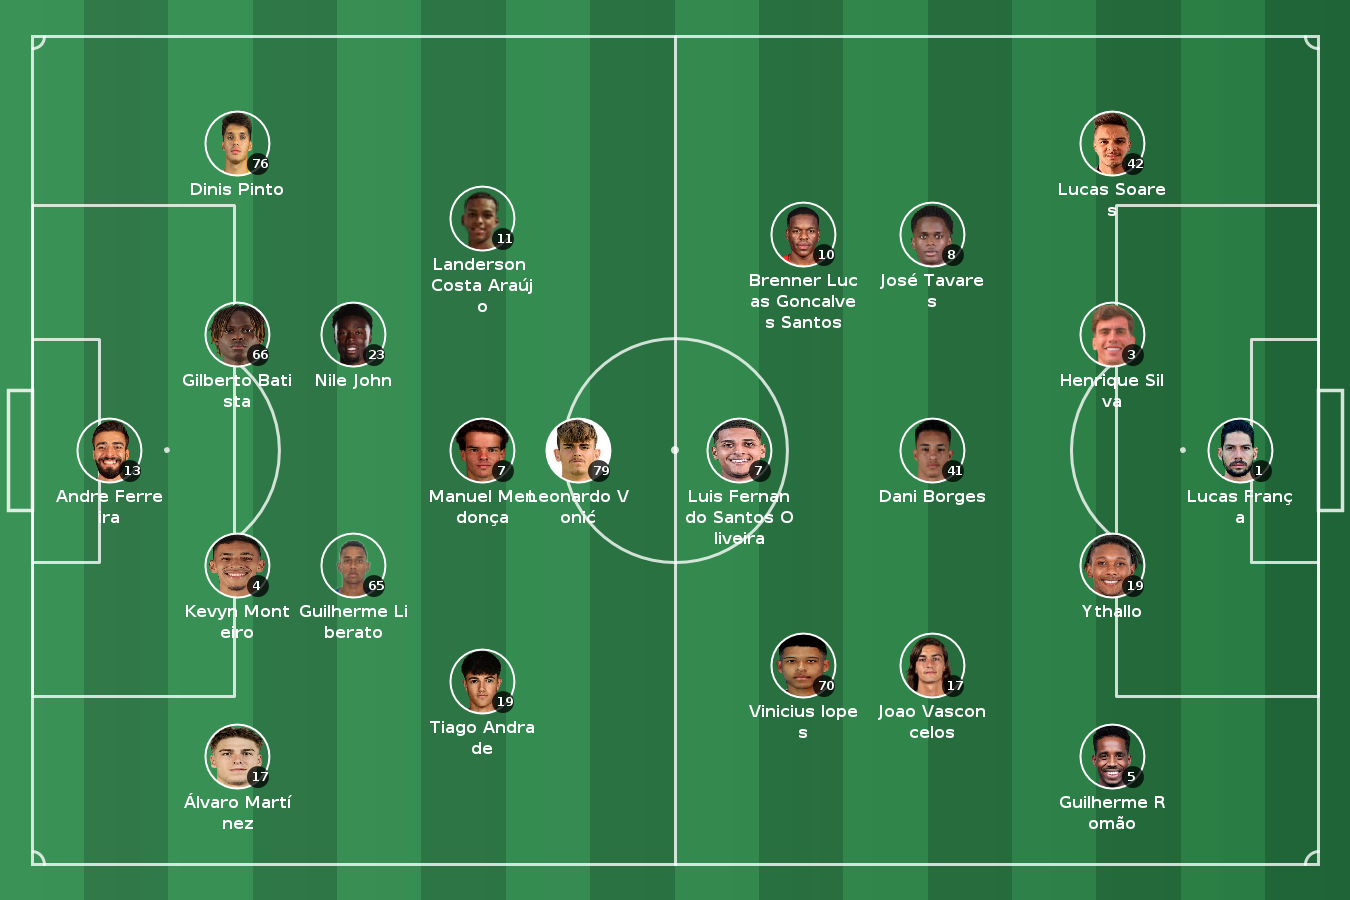 76
Dinis Pinto
42
Lucas Soare
s
11
Landerson
Costa Araúj
o
10
Brenner Luc
as Goncalve
s Santos
8
José Tavare
s
66
Gilberto Bati
sta
23
Nile John
3
Henrique Sil
va
13
Andre Ferre
ira
7
Manuel Men
donça
79
Leonardo V
onić
7
Luis Fernan
do Santos O
liveira
41
Dani Borges
1
Lucas Franç
a
4
Kevyn Mont
eiro
65
Guilherme Li
berato
19
Ythallo
19
Tiago Andra
de
70
Vinicius lope
s
17
Joao Vascon
celos
17
Álvaro Martí
nez
5
Guilherme R
omão